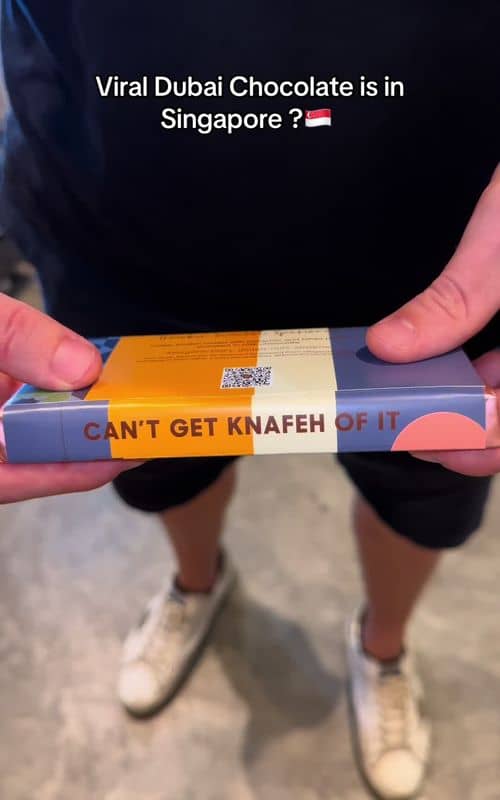 Viral Dubai Chocolate is in
Singapore ?🇸🇬
CAN'T GET KNAFEH OF IT